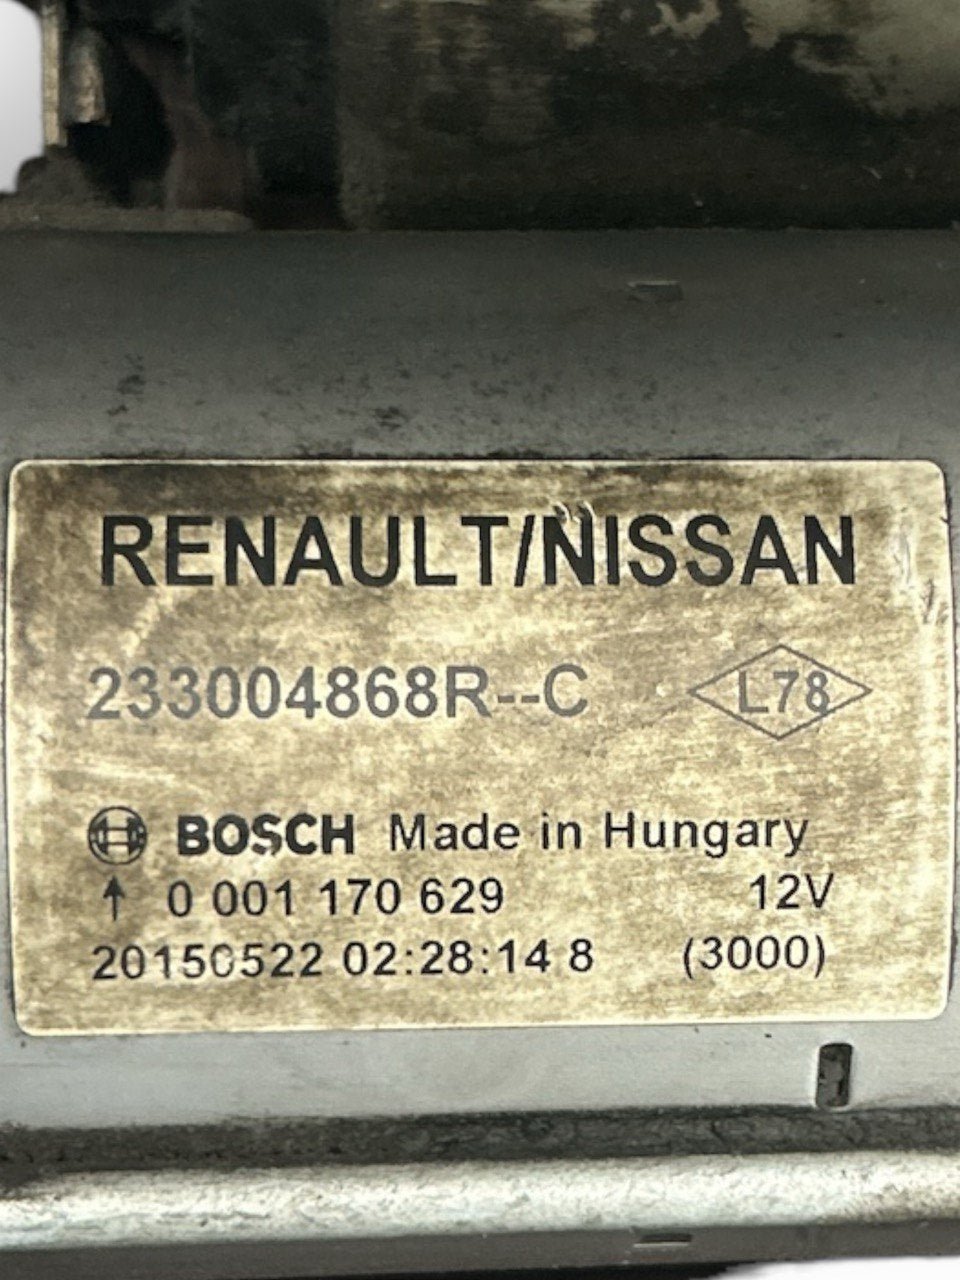 RENAULT/NISSAN
233004868R--C L78
BOSCH Made in Hungary
↑ 0 001 170 629 12V
20150522 02:28:14 8 (3000)